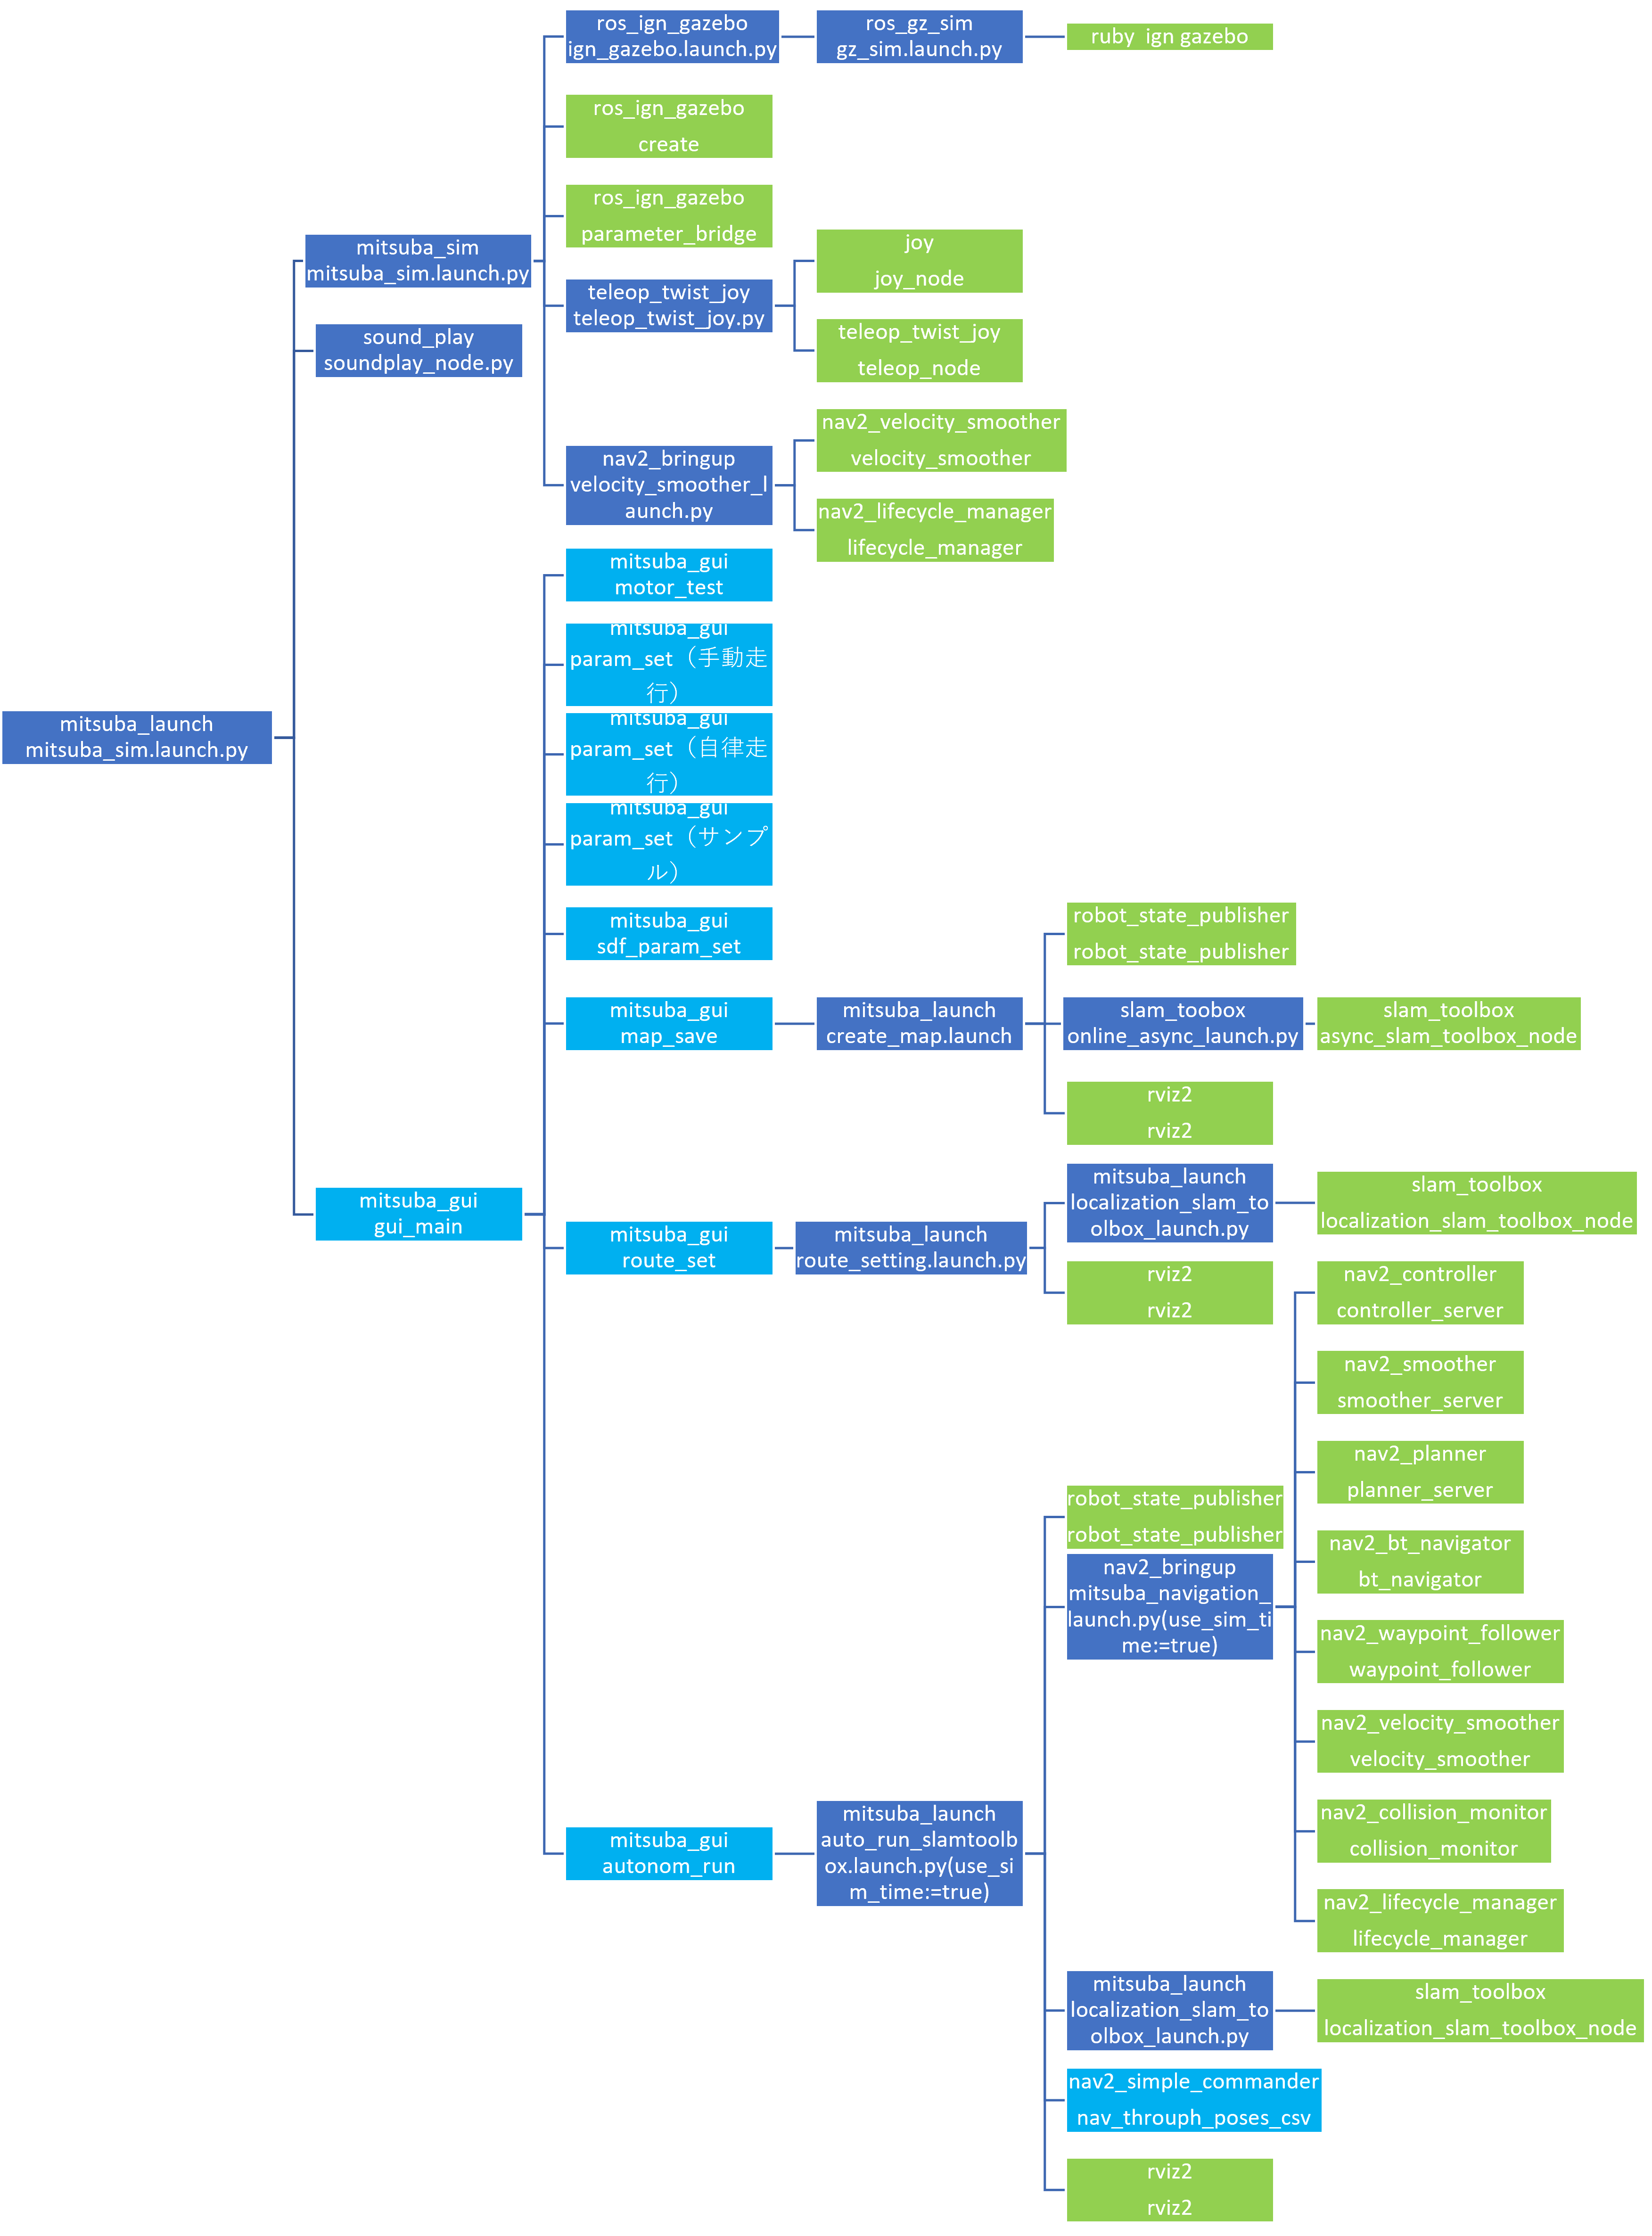 ros_ign_gazebo
ign_gazebo.launch.py
ros_gz_sim
gz_sim.launch.py
ruby ign gazebo
ros_ign_gazebo
create
ros_ign_gazebo
parameter_bridge
mitsuba_sim
mitsuba_sim.launch.py
joy
joy_node
teleop_twist_joy
teleop_twist_joy.py
sound_play
soundplay_node.py
teleop_twist_joy
teleop_node
nav2_velocity_smoother
velocity_smoother
nav2_bringup
velocity_smoother_l
aunch.py
nav2_lifecycle_manager
lifecycle_manager
mitsuba_gui
motor_test
mitsuba_gui
param_set（手動走
行）
mitsuba_launch
mitsuba_sim.launch.py
mitsuba_gui
param_set（自律走
行）
mitsuba_gui
param_set（サンプ
ル）
mitsuba_gui
sdf_param_set
robot_state_publisher
robot_state_publisher
mitsuba_gui
map_save
mitsuba_launch
create_map.launch
slam_toobox
online_async_launch.py
slam_toolbox
async_slam_toolbox_node
rviz2
rviz2
mitsuba_gui
gui_main
mitsuba_launch
localization_slam_to
olbox_launch.py
slam_toolbox
localization_slam_toolbox_node
mitsuba_gui
route_set
mitsuba_launch
route_setting.launch.py
rviz2
rviz2
nav2_controller
controller_server
nav2_smoother
smoother_server
nav2_planner
planner_server
robot_state_publisher
robot_state_publisher
nav2_bt_navigator
bt_navigator
nav2_bringup
mitsuba_navigation_
launch.py(use_sim_ti
me:=true)
nav2_waypoint_follower
waypoint_follower
nav2_velocity_smoother
velocity_smoother
mitsuba_gui
autonom_run
mitsuba_launch
auto_run_slamtoolb
ox.launch.py(use_si
m_time:=true)
nav2_collision_monitor
collision_monitor
nav2_lifecycle_manager
lifecycle_manager
mitsuba_launch
localization_slam_to
olbox_launch.py
slam_toolbox
localization_slam_toolbox_node
nav2_simple_commander
nav_throuph_poses_csv
rviz2
rviz2